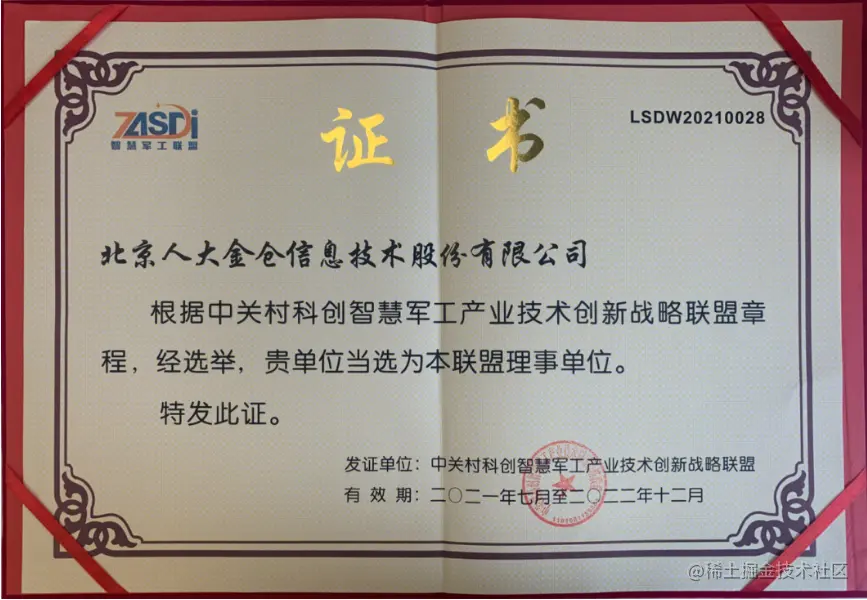 ZASDi
智慧军工联盟
证 书
LSDW20210028
北京人大金仓信息技术股份有限公司
根据中关村科创智慧军工产业技术创新战略联盟章
程，经选举，贵单位当选为本联盟理事单位。
特发此证。
发证单位：中关村科创智慧军工产业技术创新战略联盟
有 效 期：二〇二一年七月至二〇二二年十二月
@稀土掘金技术社区